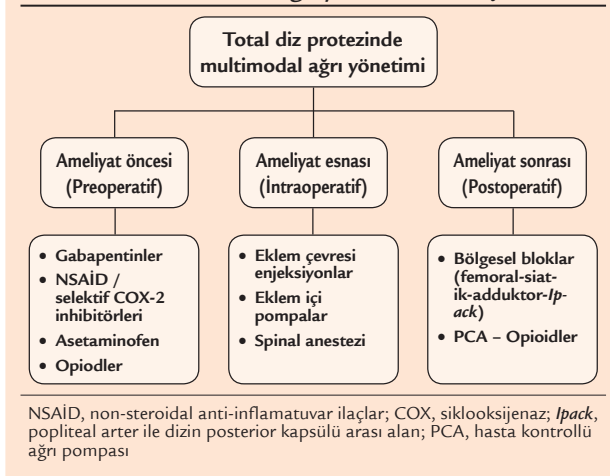 Total diz protezinde
multimodal ağrı yönetimi
Ameliyat öncesi
(Preoperatif)
Ameliyat esnası
(İntraoperatif)
Ameliyat sonrası
(Postoperatif)
• Gabapentinler
• NSAİD /
selektif COX-2
inhibitörleri
• Asetaminofen
• Opiodler
• Eklem çevresi
enjeksiyonlar
• Eklem içi
pompalar
• Spinal anestezi
• Bölgesel bloklar
(femoral-siat-
ik-adduktor-Ip-
ack)
• PCA – Opioidler
NSAİD, non-steroidal anti-inflamatuvar ilaçlar; COX, siklooksijenaz; Ipack,
popliteal arter ile dizin posterior kapsülü arası alan; PCA, hasta kontrollü
ağrı pompası